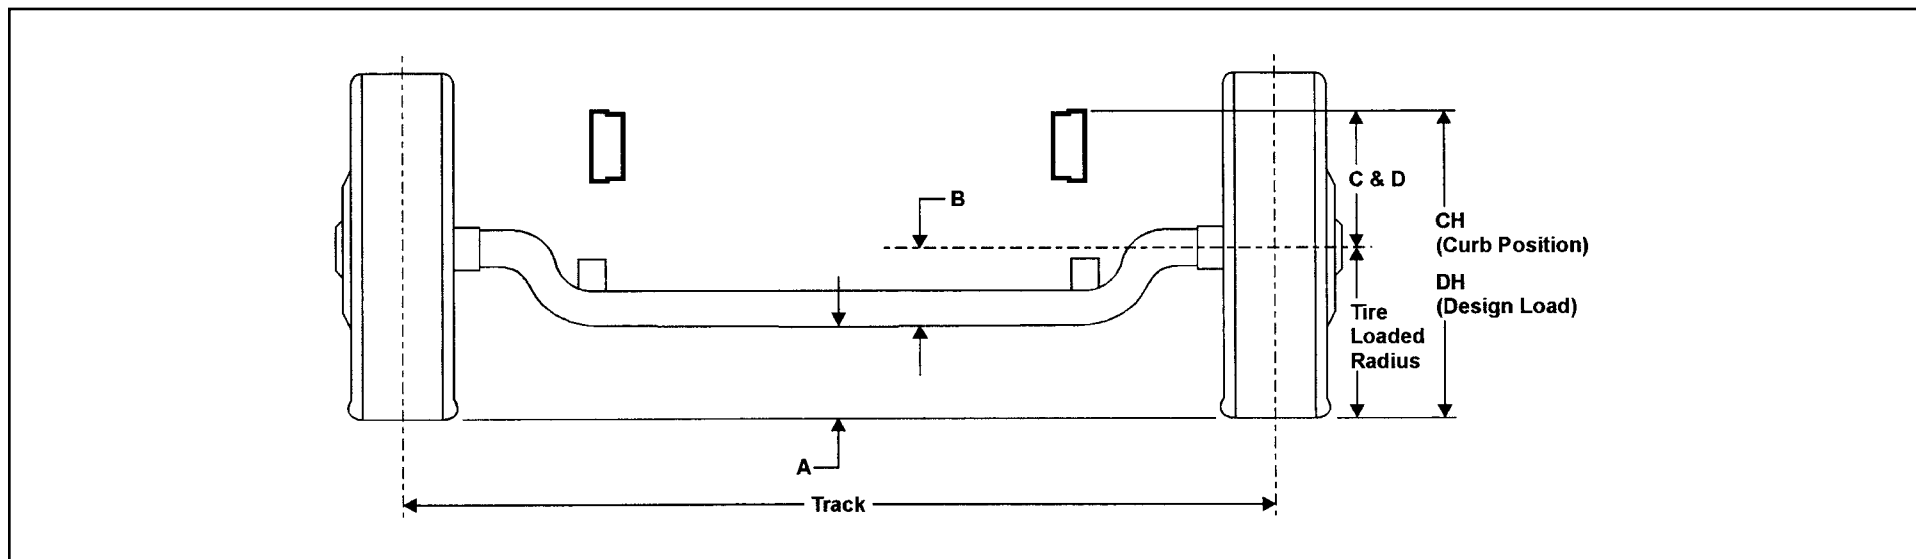 B
C & D
CH
(Curb Position)
DH
(Design Load)
Tire
Loaded
Radius
A
Track